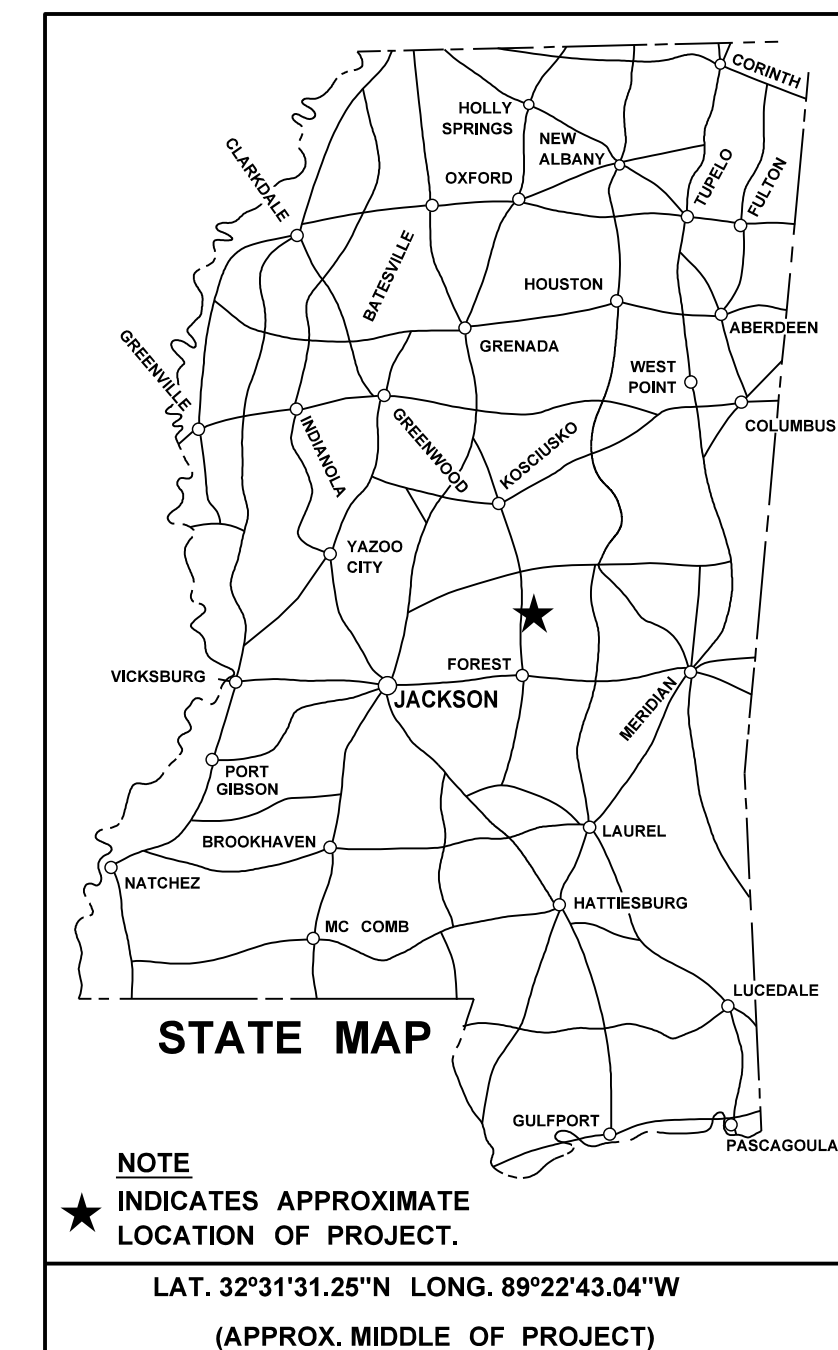 CORINTH
HOLLY
SPRINGS
NEW
ALBANY
CLARKDALE
OXFORD
TUPELO
FULTON
BATESVILLE
HOUSTON
ABERDEEN
GREENVILLE
GRENADA
WEST
POINT
COLUMBUS
INDIANOLA
GREENWOOD
KOSCIUSKO
YAZOO
CITY
VICKSBURG
FOREST
JACKSON
MERIDIAN
PORT
GIBSON
BROOKHAVEN
LAUREL
NATCHEZ
HATTIESBURG
MC COMB
LUCEDALE
STATE MAP
GULFPORT
PASCAGOULA
NOTE
INDICATES APPROXIMATE
LOCATION OF PROJECT.
LAT. 32º31'31.25"N LONG. 89º22'43.04"W
(APPROX. MIDDLE OF PROJECT)